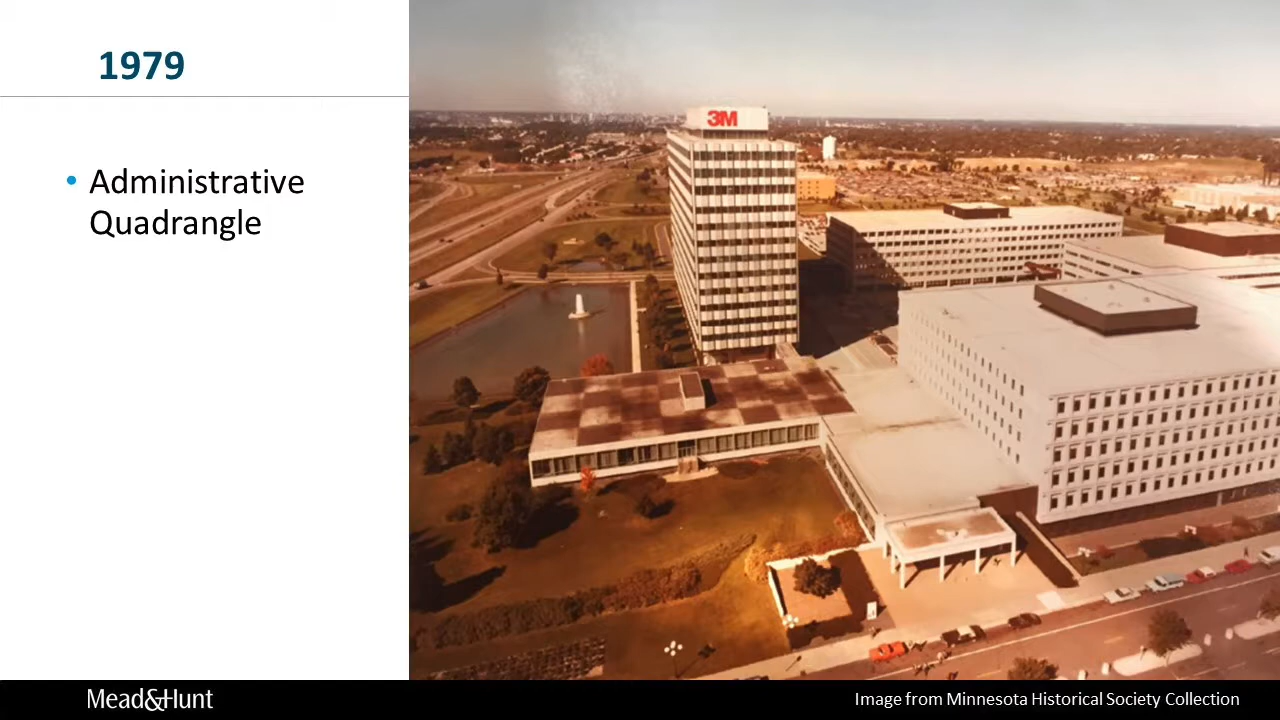 1979
• Administrative
Quadrangle
3M
Mead&Hunt
Image from Minnesota Historical Society Collection